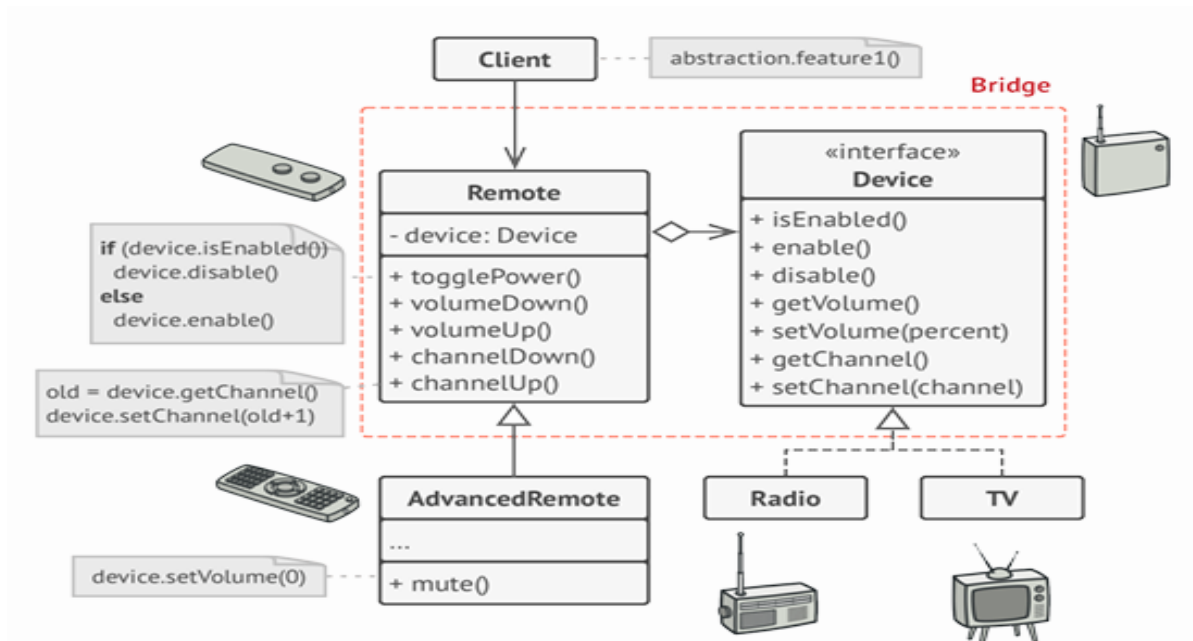 Client
abstraction.feature1()
Bridge
«interface»
Device
+ isEnabled()
+ enable()
+ disable()
+ getVolume()
+ setVolume(percent)
+ getChannel()
+ setChannel(channel)
Remote
- device: Device
+ togglePower()
+ volumeDown()
+ volumeUp()
+ channelDown()
+ channelUp()
if (device.isEnabled())
device.disable()
else
device.enable()
old = device.getChannel()
device.setChannel(old+1)
AdvancedRemote
...
+ mute()
device.setVolume(0)
Radio
TV